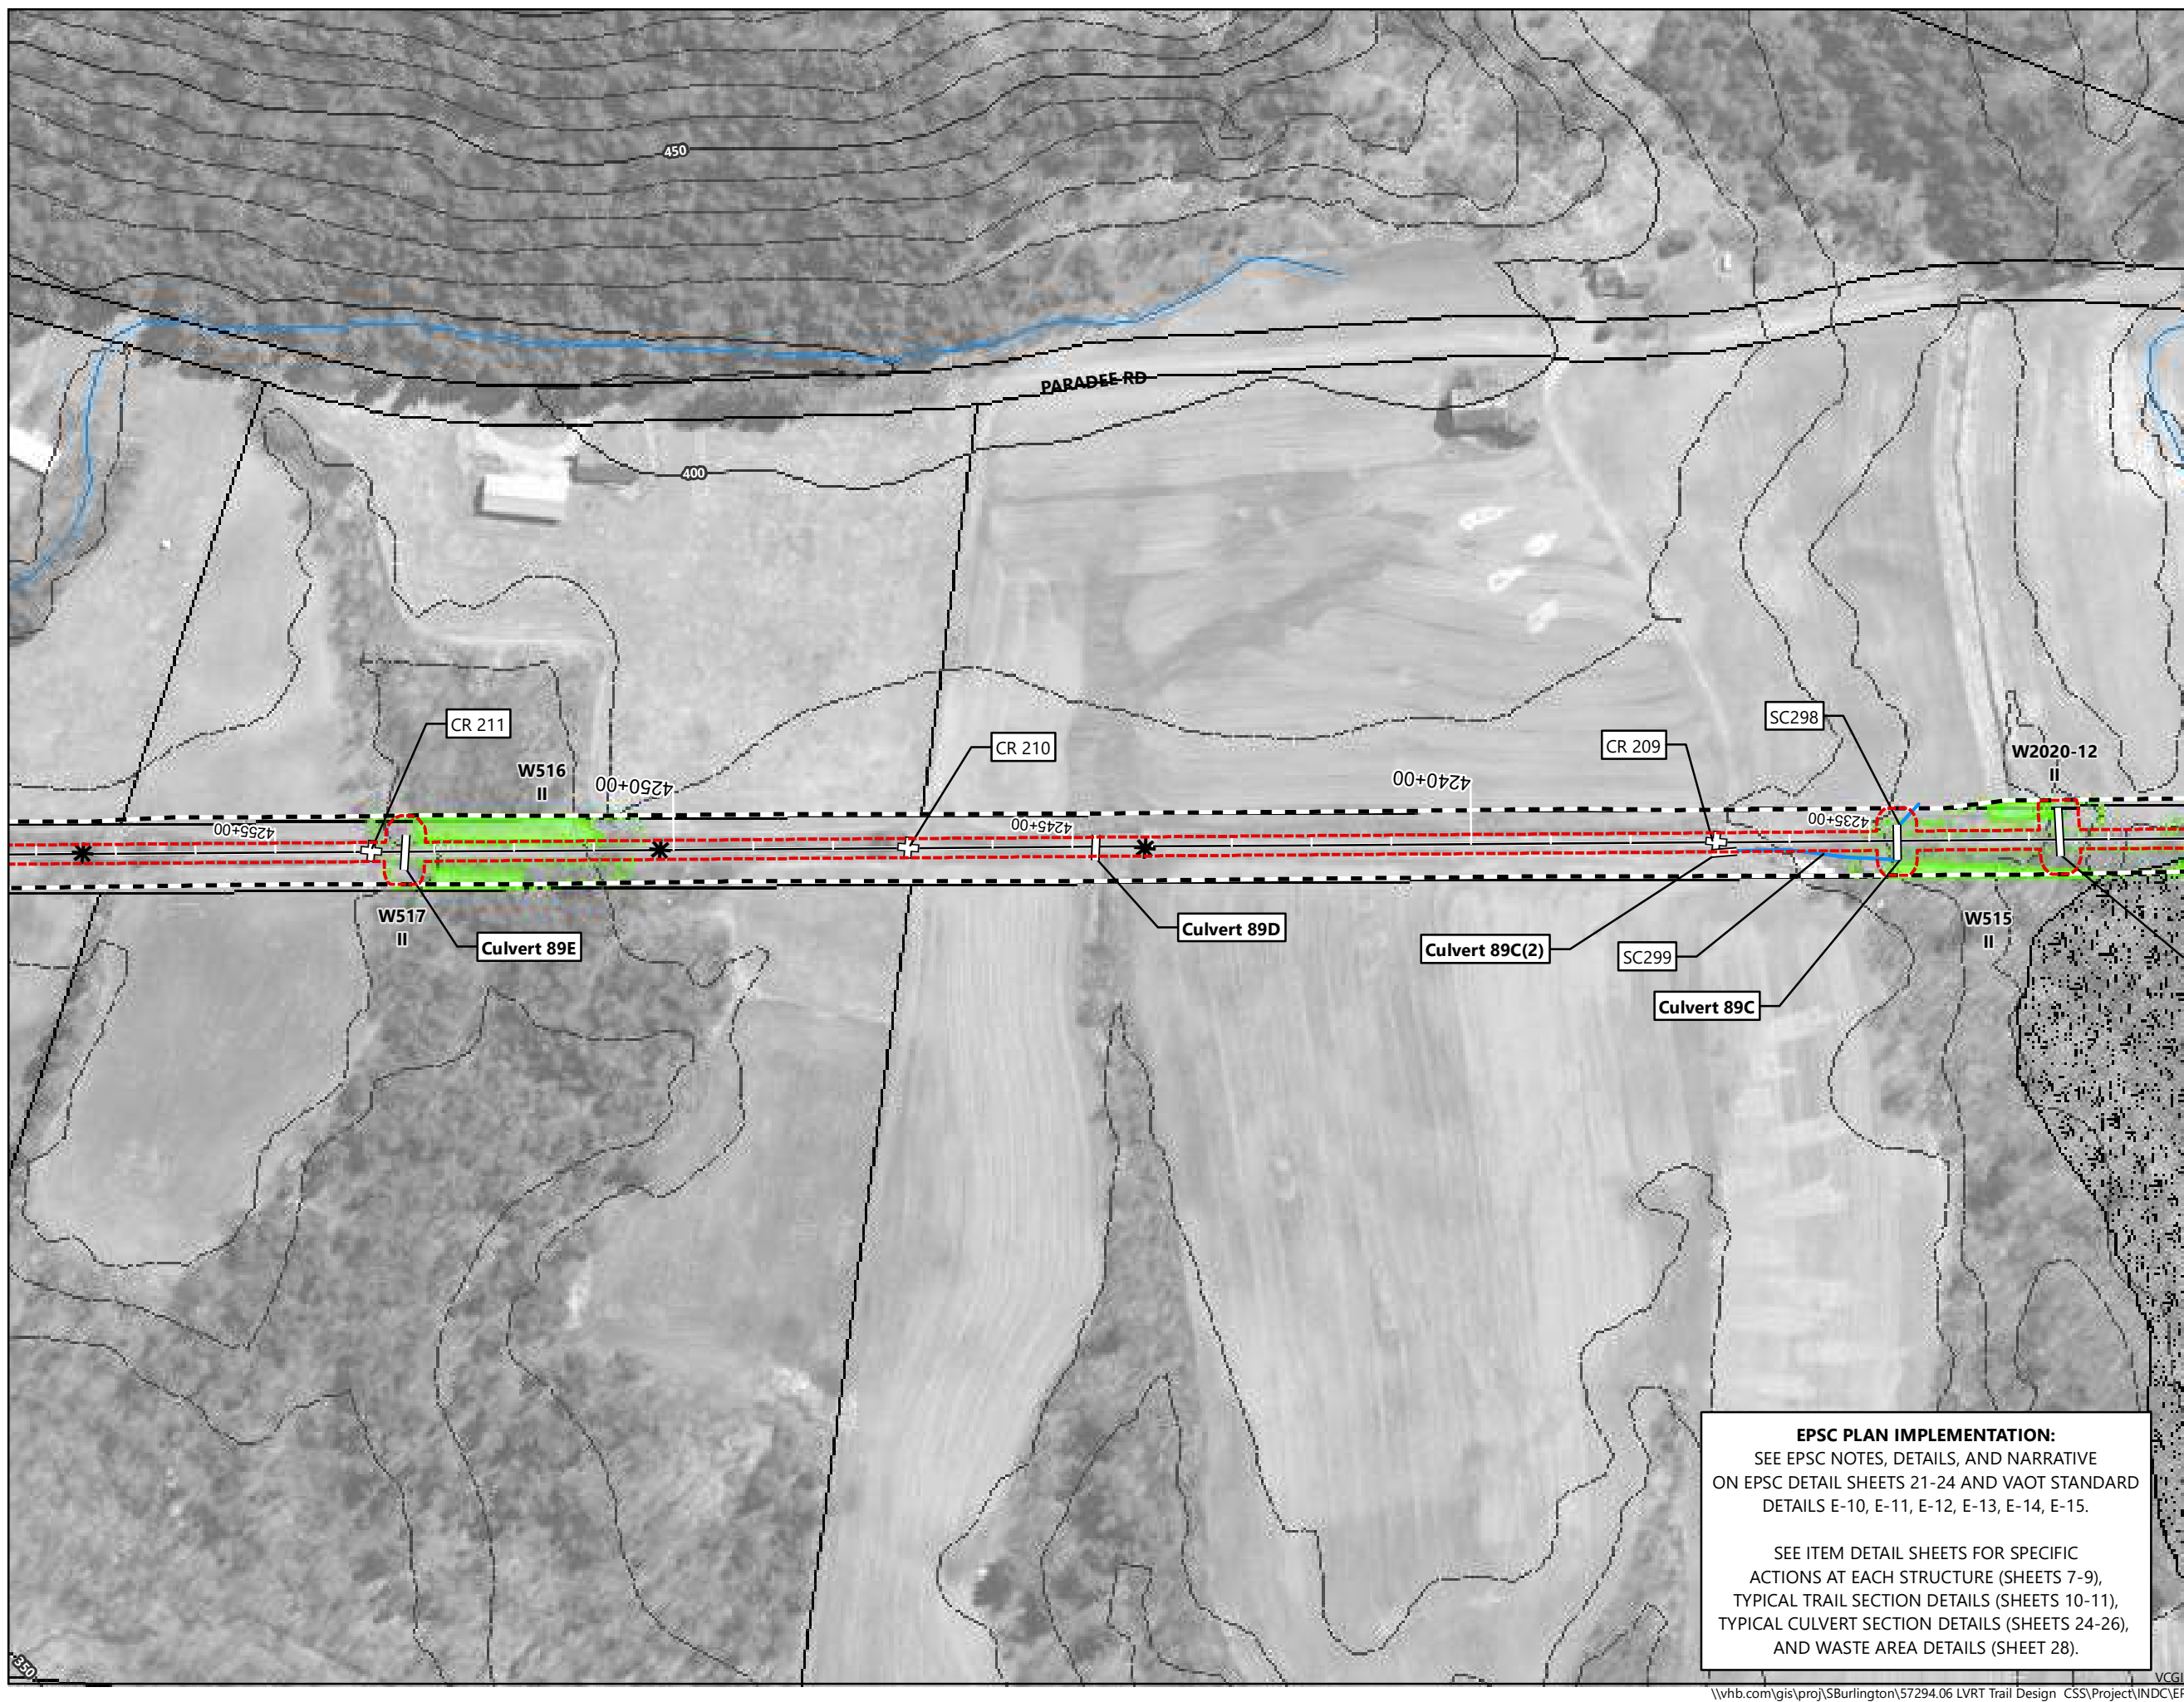 450
PARADEE RD
400
CR 211
W516
II
4250+00
CR 210
4240+00
CR 209
SC298
W2020-12
II
4255+00
4245+00
4235+00
W517
II
Culvert 89E
Culvert 89D
Culvert 89C(2)
SC299
Culvert 89C
W515
II
EPSC PLAN IMPLEMENTATION:
SEE EPSC NOTES, DETAILS, AND NARRATIVE
ON EPSC DETAIL SHEETS 21-24 AND VAOT STANDARD
DETAILS E-10, E-11, E-12, E-13, E-14, E-15.
SEE ITEM DETAIL SHEETS FOR SPECIFIC
ACTIONS AT EACH STRUCTURE (SHEETS 7-9),
TYPICAL TRAIL SECTION DETAILS (SHEETS 10-11),
TYPICAL CULVERT SECTION DETAILS (SHEETS 24-26),
AND WASTE AREA DETAILS (SHEET 28).
350
VCGI
\\vhb.com\gis\proj\SBurlington\57294.06 LVRT Trail Design CSS\Project\INDC\EP